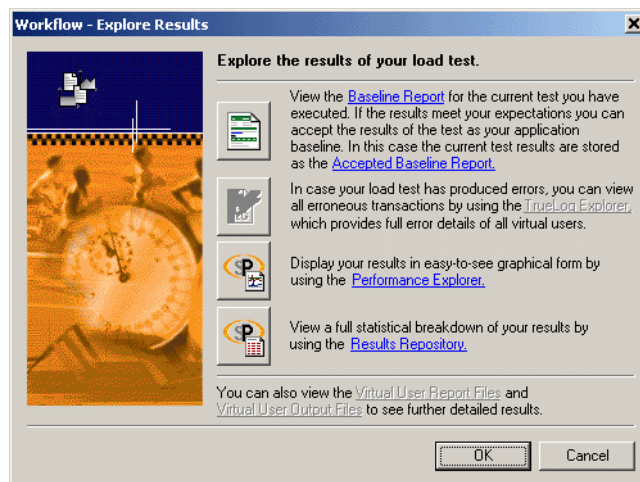 Workflow - Explore Results
Explore the results of your load test.
View the Baseline Report for the current test you have
executed. If the results meet your expectations you can
accept the results of the test as your application
baseline. In this case the current test results are stored
as the Accepted Baseline Report.
In case your load test has produced errors, you can view
all erroneous transactions by using the TrueLog Explorer,
which provides full error details of all virtual users.
Display your results in easy-to-see graphical form by
using the Performance Explorer.
View a full statistical breakdown of your results by
using the Results Repository.
You can also view the Virtual User Report Files and
Virtual User Output Files to see further detailed results.
OK Cancel